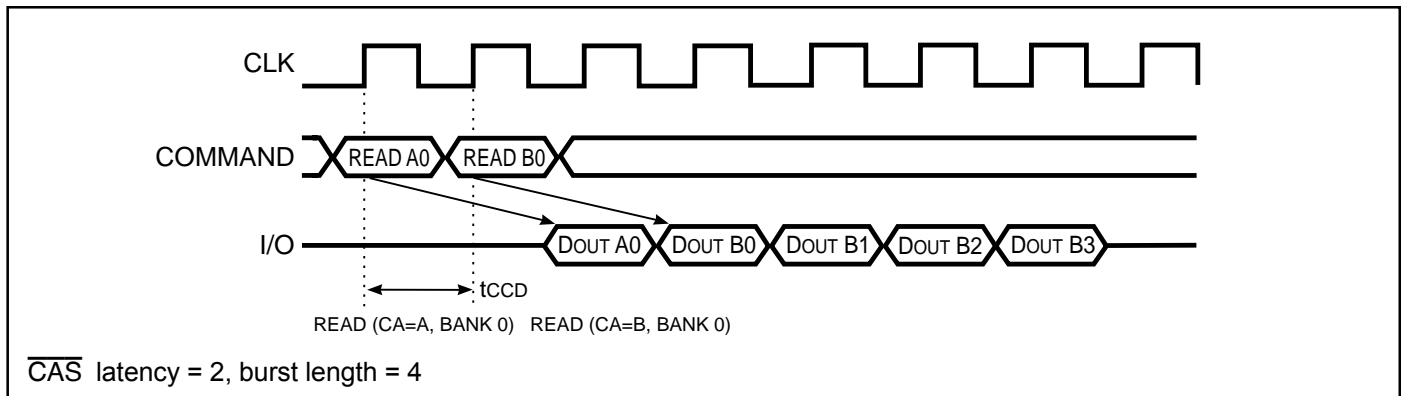 CLK
COMMAND READ A0 READ B0
I/O DOUT A0 DOUT B0 DOUT B1 DOUT B2 DOUT B3
tCCD
READ (CA=A, BANK 0) READ (CA=B, BANK 0)
C̅A̅S̅ latency = 2, burst length = 4